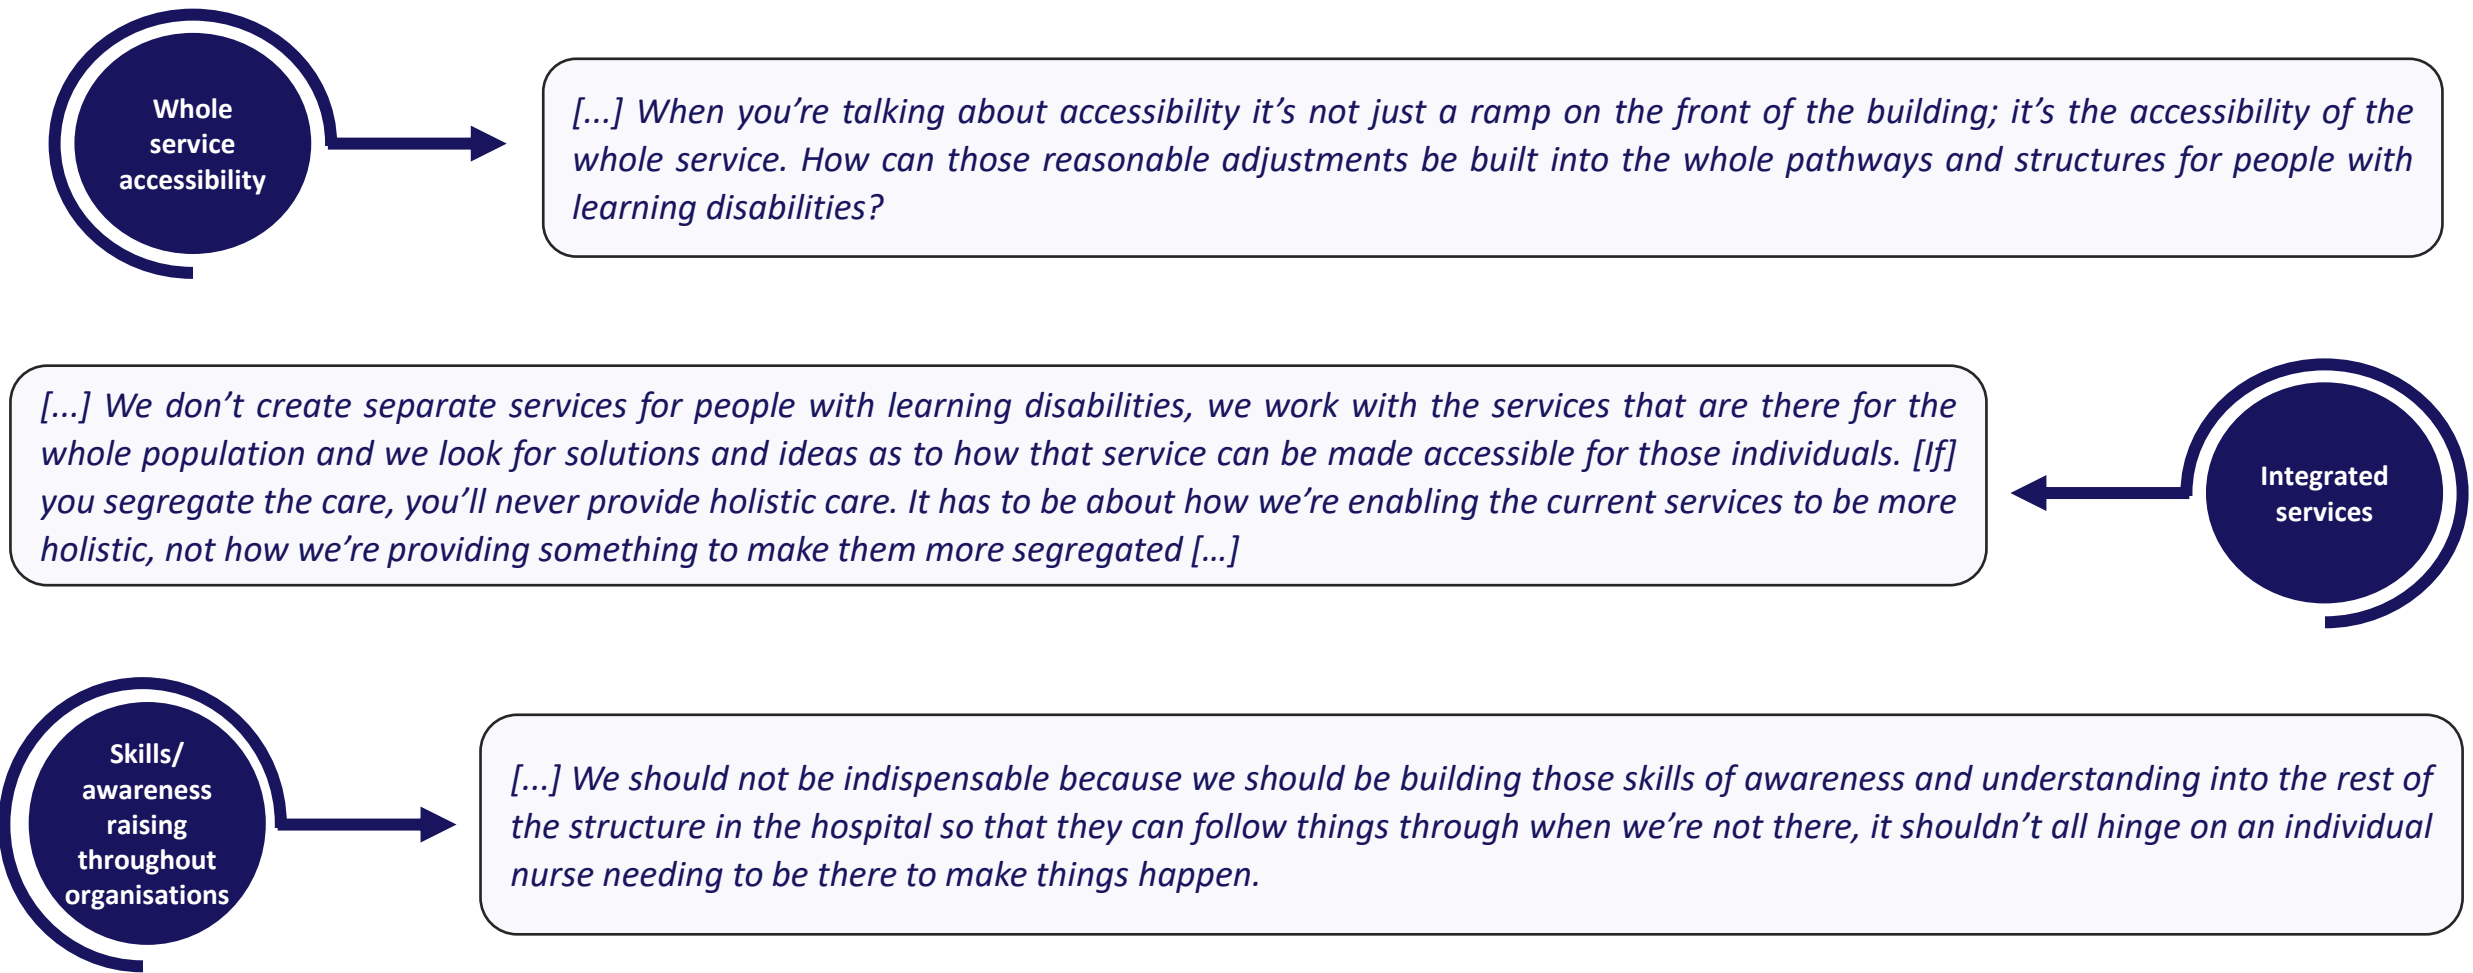 Whole
service
accessibility
[...] When you’re talking about accessibility it’s not just a ramp on the front of the building; it’s the accessibility of the
whole service. How can those reasonable adjustments be built into the whole pathways and structures for people with
learning disabilities?
[...] We don’t create separate services for people with learning disabilities, we work with the services that are there for the
whole population and we look for solutions and ideas as to how that service can be made accessible for those individuals. [If]
you segregate the care, you’ll never provide holistic care. It has to be about how we’re enabling the current services to be more
holistic, not how we’re providing something to make them more segregated [...]
Integrated
services
Skills/
awareness
raising
throughout
organisations
[...] We should not be indispensable because we should be building those skills of awareness and understanding into the rest of
the structure in the hospital so that they can follow things through when we’re not there, it shouldn’t all hinge on an individual
nurse needing to be there to make things happen.